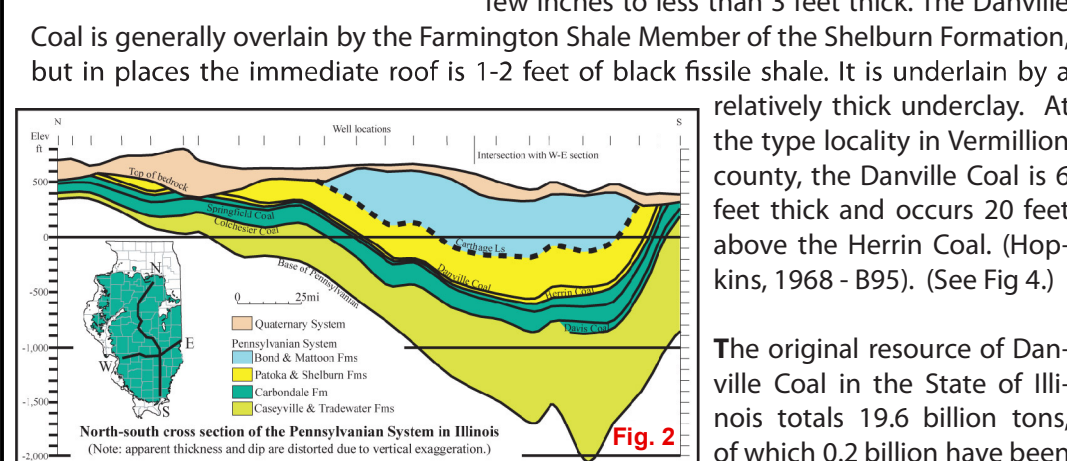 few inches to less than 3 feet thick. The Danville
Coal is generally overlain by the Farmington Shale Member of the Shelburn Formation,
but in places the immediate roof is 1-2 feet of black fissile shale. It is underlain by a
relatively thick underclay. At
the type locality in Vermillion
county, the Danville Coal is 6
feet thick and occurs 20 feet
above the Herrin Coal. (Hop-
kins, 1968 - B95). (See Fig 4.)
The original resource of Dan-
ville Coal in the State of Illi-
nois totals 19.6 billion tons,
of which 0.2 billion have been
N
Well locations
S
Elev
ft
Intersection with W-E section
500
0
-500
-1,000
-1,500
-2,000
Top of bedrock
Springfield Coal
Colchester Coal
Base of Pennsylvanian
Carthage Ls
Danville Coal
Herrin Coal
Davis Coal
N
E
W
S
0 25mi
Quaternary System
Pennsylvanian System
Bond & Mattoon Fms
Patoka & Shelburn Fms
Carbondale Fm
Caseyville & Tradewater Fms
North-south cross section of the Pennsylvanian System in Illinois
(Note: apparent thickness and dip are distorted due to vertical exaggeration.)
Fig. 2